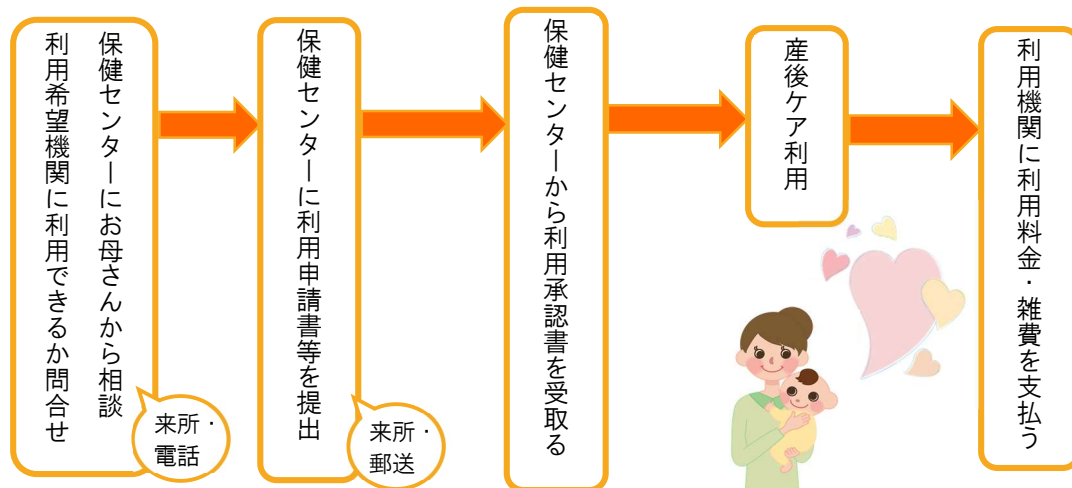 保健センターにお母さんから相談
利用希望機関に利用できるか問合せ
来所・
電話
保健センターに利用申請書等を提出
来所・
郵送
保健センターから利用承認書を受取る
産後ケア利用
利用機関に利用料金・雑費を支払う